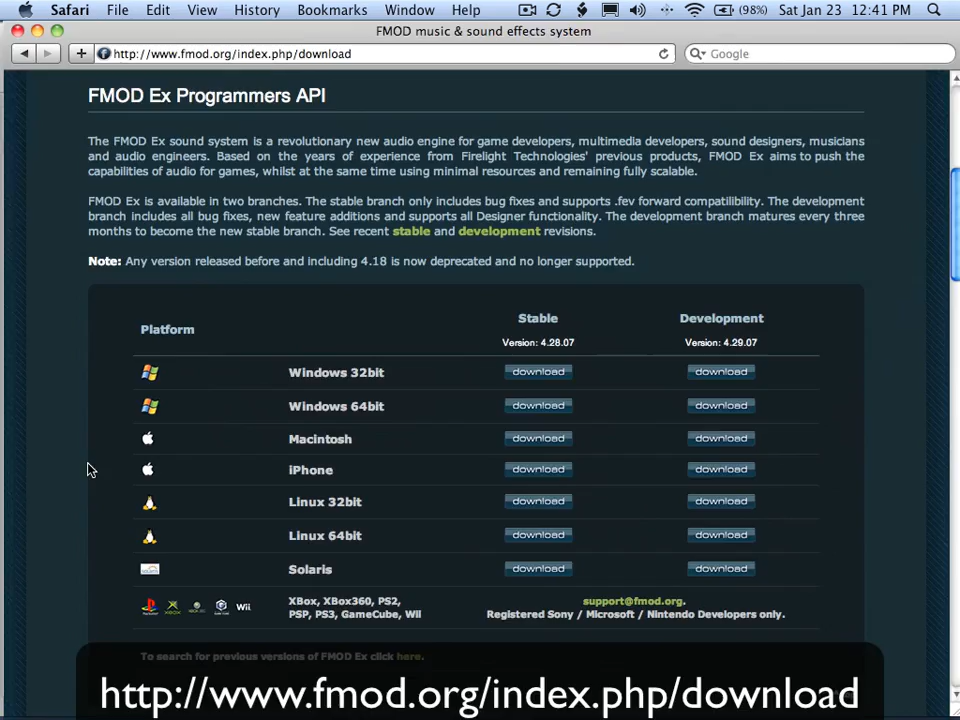 Safari File Edit View History Bookmarks Window Help (98%) Sat Jan 23 12:41 PM
FMOD music & sound effects system
http://www.fmod.org/index.php/download Google
FMOD Ex Programmers API
The FMOD Ex sound system is a revolutionary new audio engine for game developers, multimedia developers, sound designers, musicians
and audio engineers. Based on the years of experience from Firelight Technologies' previous products, FMOD Ex aims to push the
capabilities of audio for games, whilst at the same time using minimal resources and remaining fully scalable.
FMOD Ex is available in two branches. The stable branch only includes bug fixes and supports .fev forward compatibility. The development
branch includes all bug fixes, new feature additions and supports all Designer functionality. The development branch matures every three
months to become the new stable branch. See recent stable and development revisions.
Note: Any version released before and including 4.18 is now deprecated and no longer supported.
Platform Stable Development
Version: 4.28.07 Version: 4.29.07
Windows 32bit download download
Windows 64bit download download
Macintosh download download
iPhone download download
Linux 32bit download download
Linux 64bit download download
Solaris download download
Wii XBox, XBox360, PS2, support@fmod.org.
PSP, PS3, GameCube, Wii Registered Sony / Microsoft / Nintendo Developers only.
To search for previous versions of FMOD Ex click here.
http://www.fmod.org/index.php/download